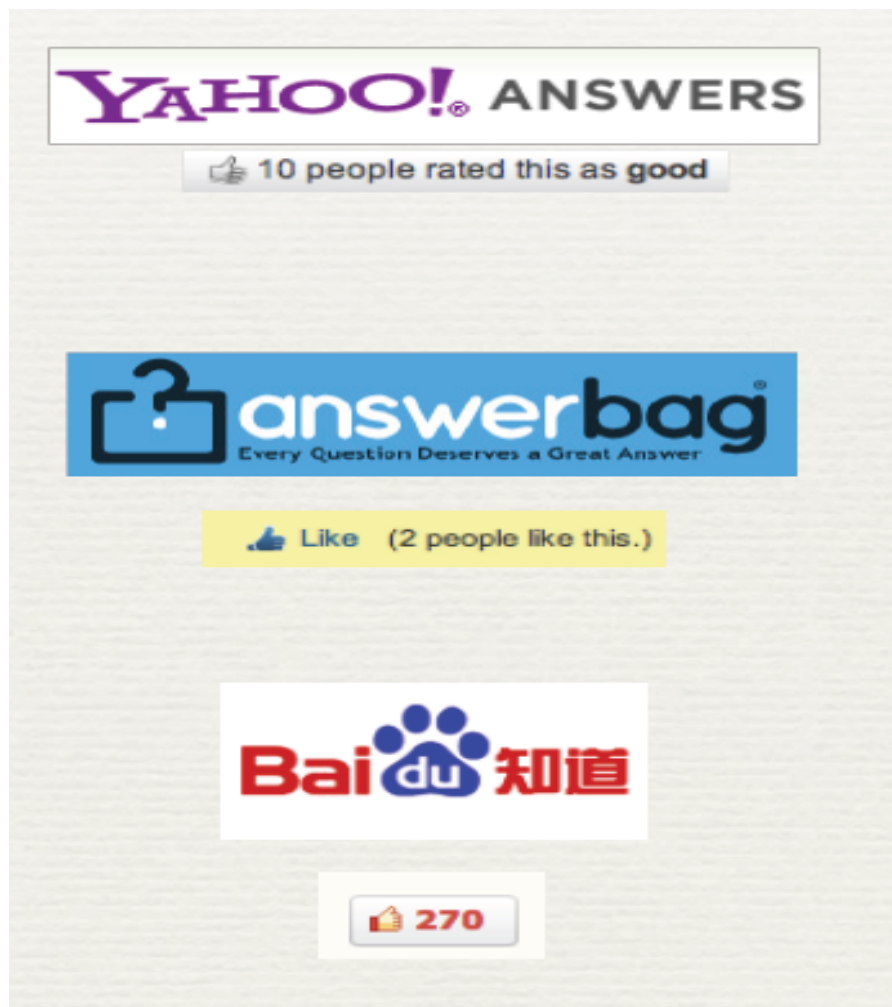 YAHOO!® ANSWERS
10 people rated this as good
answerbag®
Every Question Deserves a Great Answer
Like (2 people like this.)
Baidu知道
270